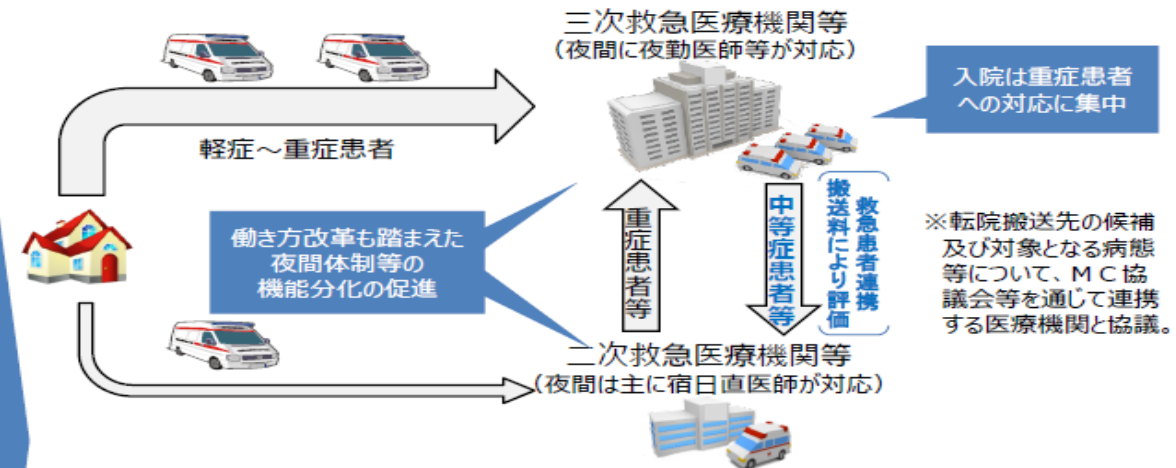 三次救急医療機関等
（夜間に夜勤医師等が対応）
入院は重症患者
への対応に集中
軽症～重症患者
働き方改革も踏まえた
夜間体制等の
機能分化の促進
重症患者等
中等症患者等
救急患者連携
搬送料により評価
※転院搬送先の候補
及び対象となる病態
等について、ＭＣ協
議会等を通じて連携
する医療機関と協議。
二次救急医療機関等
（夜間は主に宿日直医師が対応）